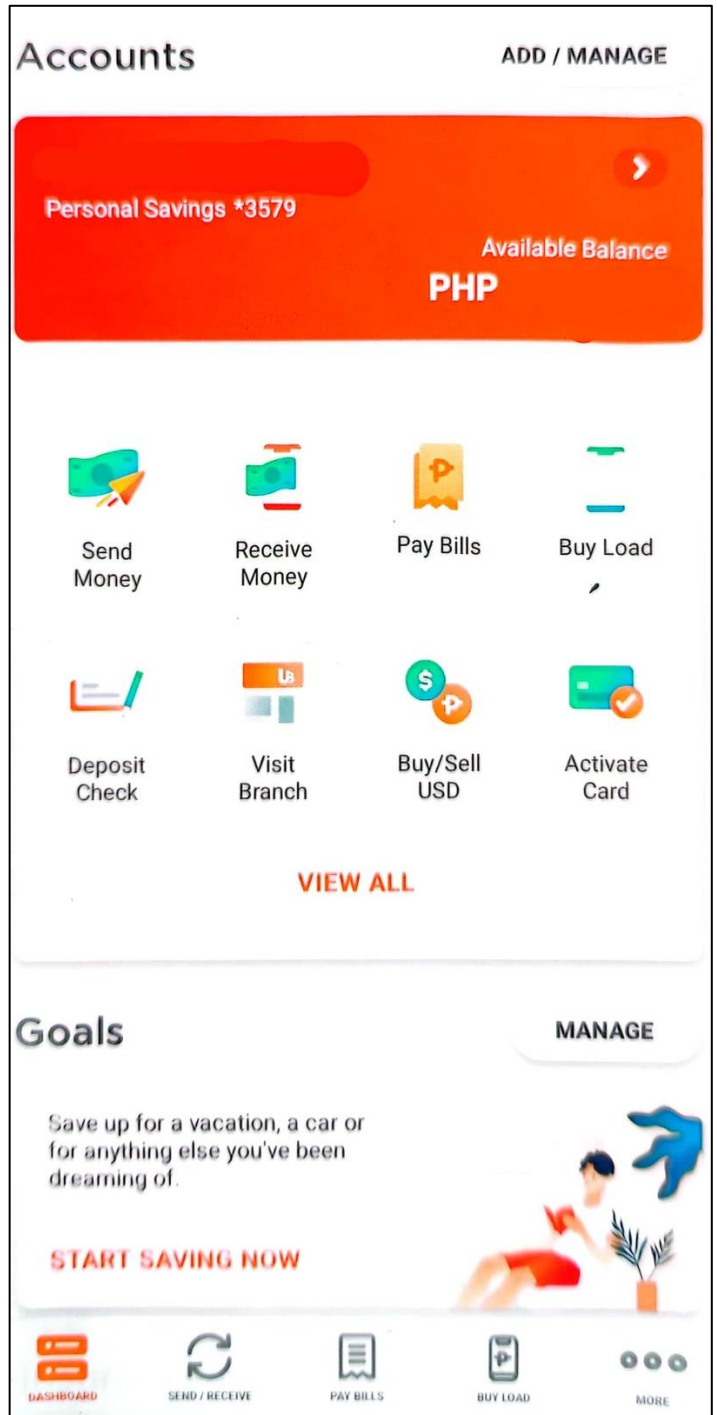 Accounts
ADD / MANAGE
Personal Savings *3579
Available Balance
PHP
Send
Money
Receive
Money
Pay Bills
Buy Load
Deposit
Check
UB
Visit
Branch
$
Buy/Sell
USD
Activate
Card
VIEW ALL
Goals
MANAGE
Save up for a vacation, a car or
for anything else you've been
dreaming of.
START SAVING NOW
DASHBOARD
SEND / RECEIVE
PAY BILLS
BUY LOAD
MORE